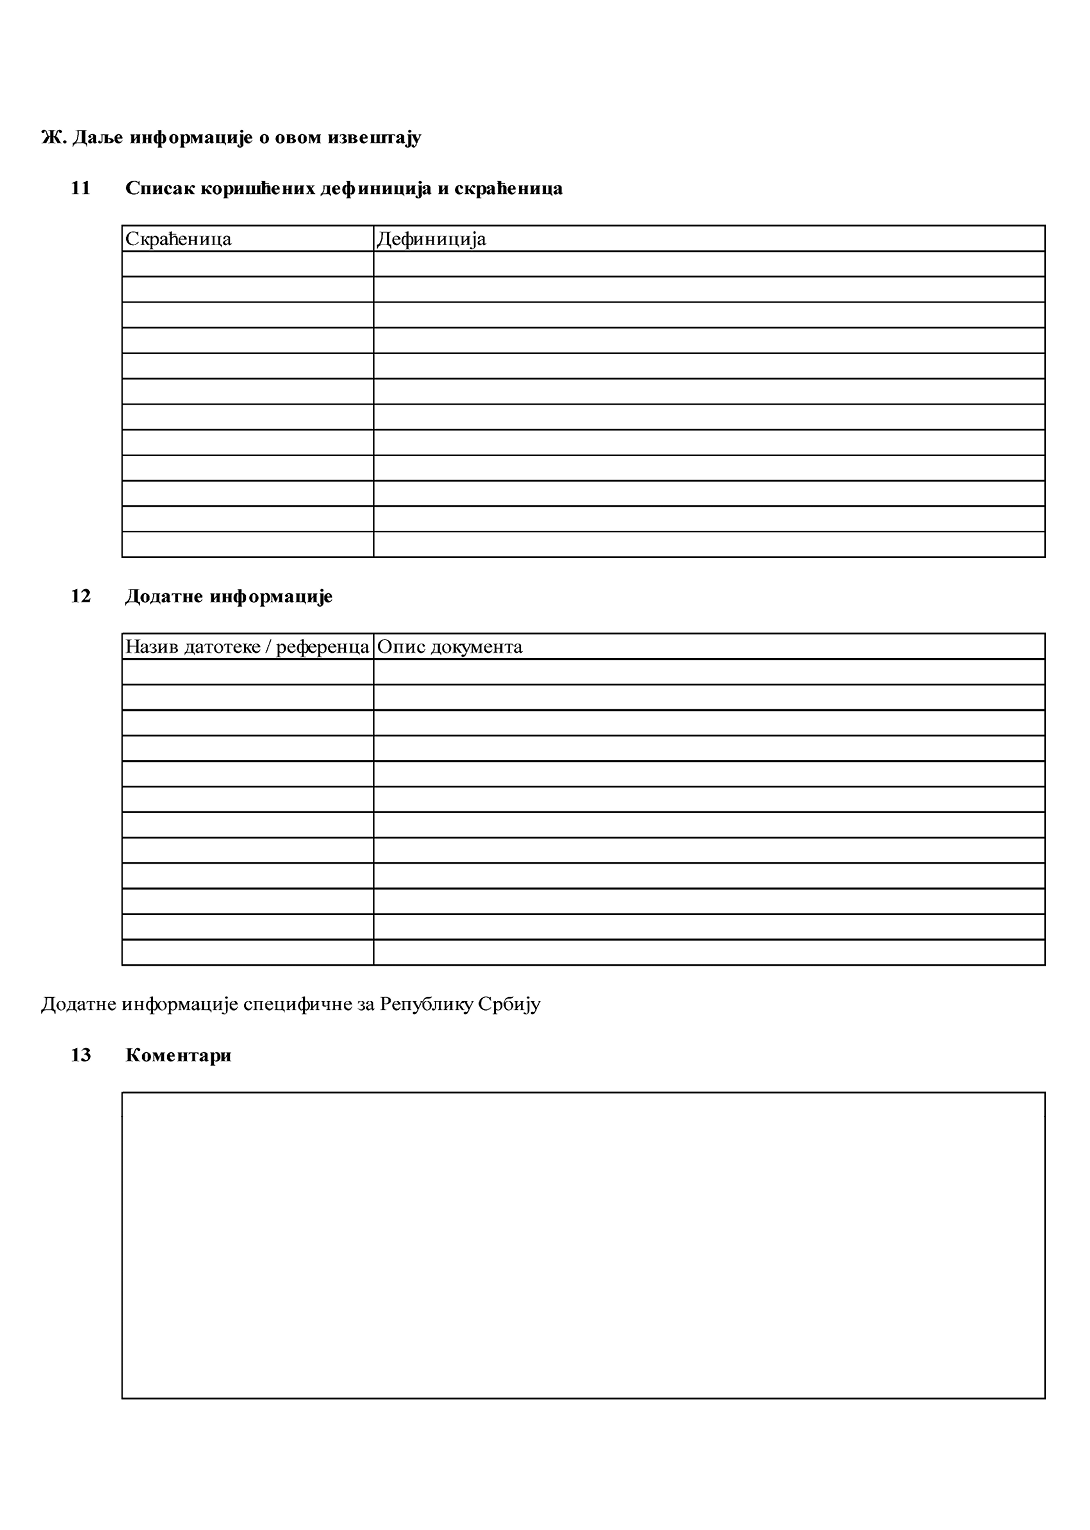 Ж. Даље информације о овом извештају
11 Списак коришћених дефиниција и скраћеница
Скраћеница Дефиниција
12 Додатне информације
Назив датотеке / референца Опис документа
Додатне информације специфичне за Републику Србију
13 Коментари